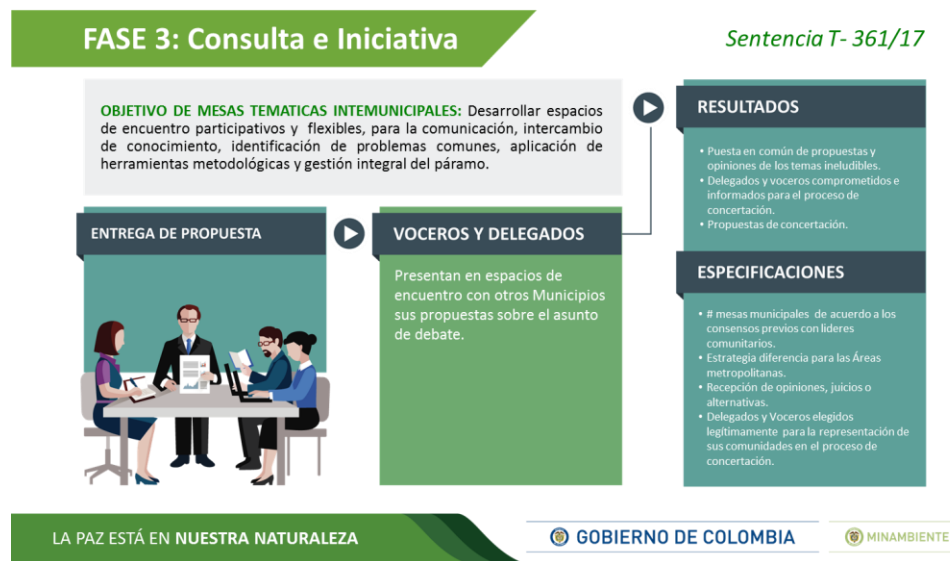 FASE 3: Consulta e Iniciativa
Sentencia T- 361/17
OBJETIVO DE MESAS TEMATICAS INTEMUNICIPALES: Desarrollar espacios
de encuentro participativos y flexibles, para la comunicación, intercambio
de conocimiento, identificación de problemas comunes, aplicación de
herramientas metodológicas y gestión integral del páramo.
ENTREGA DE PROPUESTA
VOCEROS Y DELEGADOS
Presentan en espacios de
encuentro con otros Municipios
sus propuestas sobre el asunto
de debate.
RESULTADOS
• Puesta en común de propuestas y
opiniones de los temas ineludibles.
• Delegados y voceros comprometidos e
informados para el proceso de
concertación.
• Propuestas de concertación.
ESPECIFICACIONES
• # mesas municipales de acuerdo a los
consensos previos con lideres
comunitarios.
• Estrategia diferencia para las Áreas
metropolitanas.
• Recepción de opiniones, juicios o
alternativas.
• Delegados y Voceros elegidos
legítimamente para la representación de
sus comunidades en el proceso de
concertación.
LA PAZ ESTÁ EN NUESTRA NATURALEZA
GOBIERNO DE COLOMBIA
MINAMBIENTE